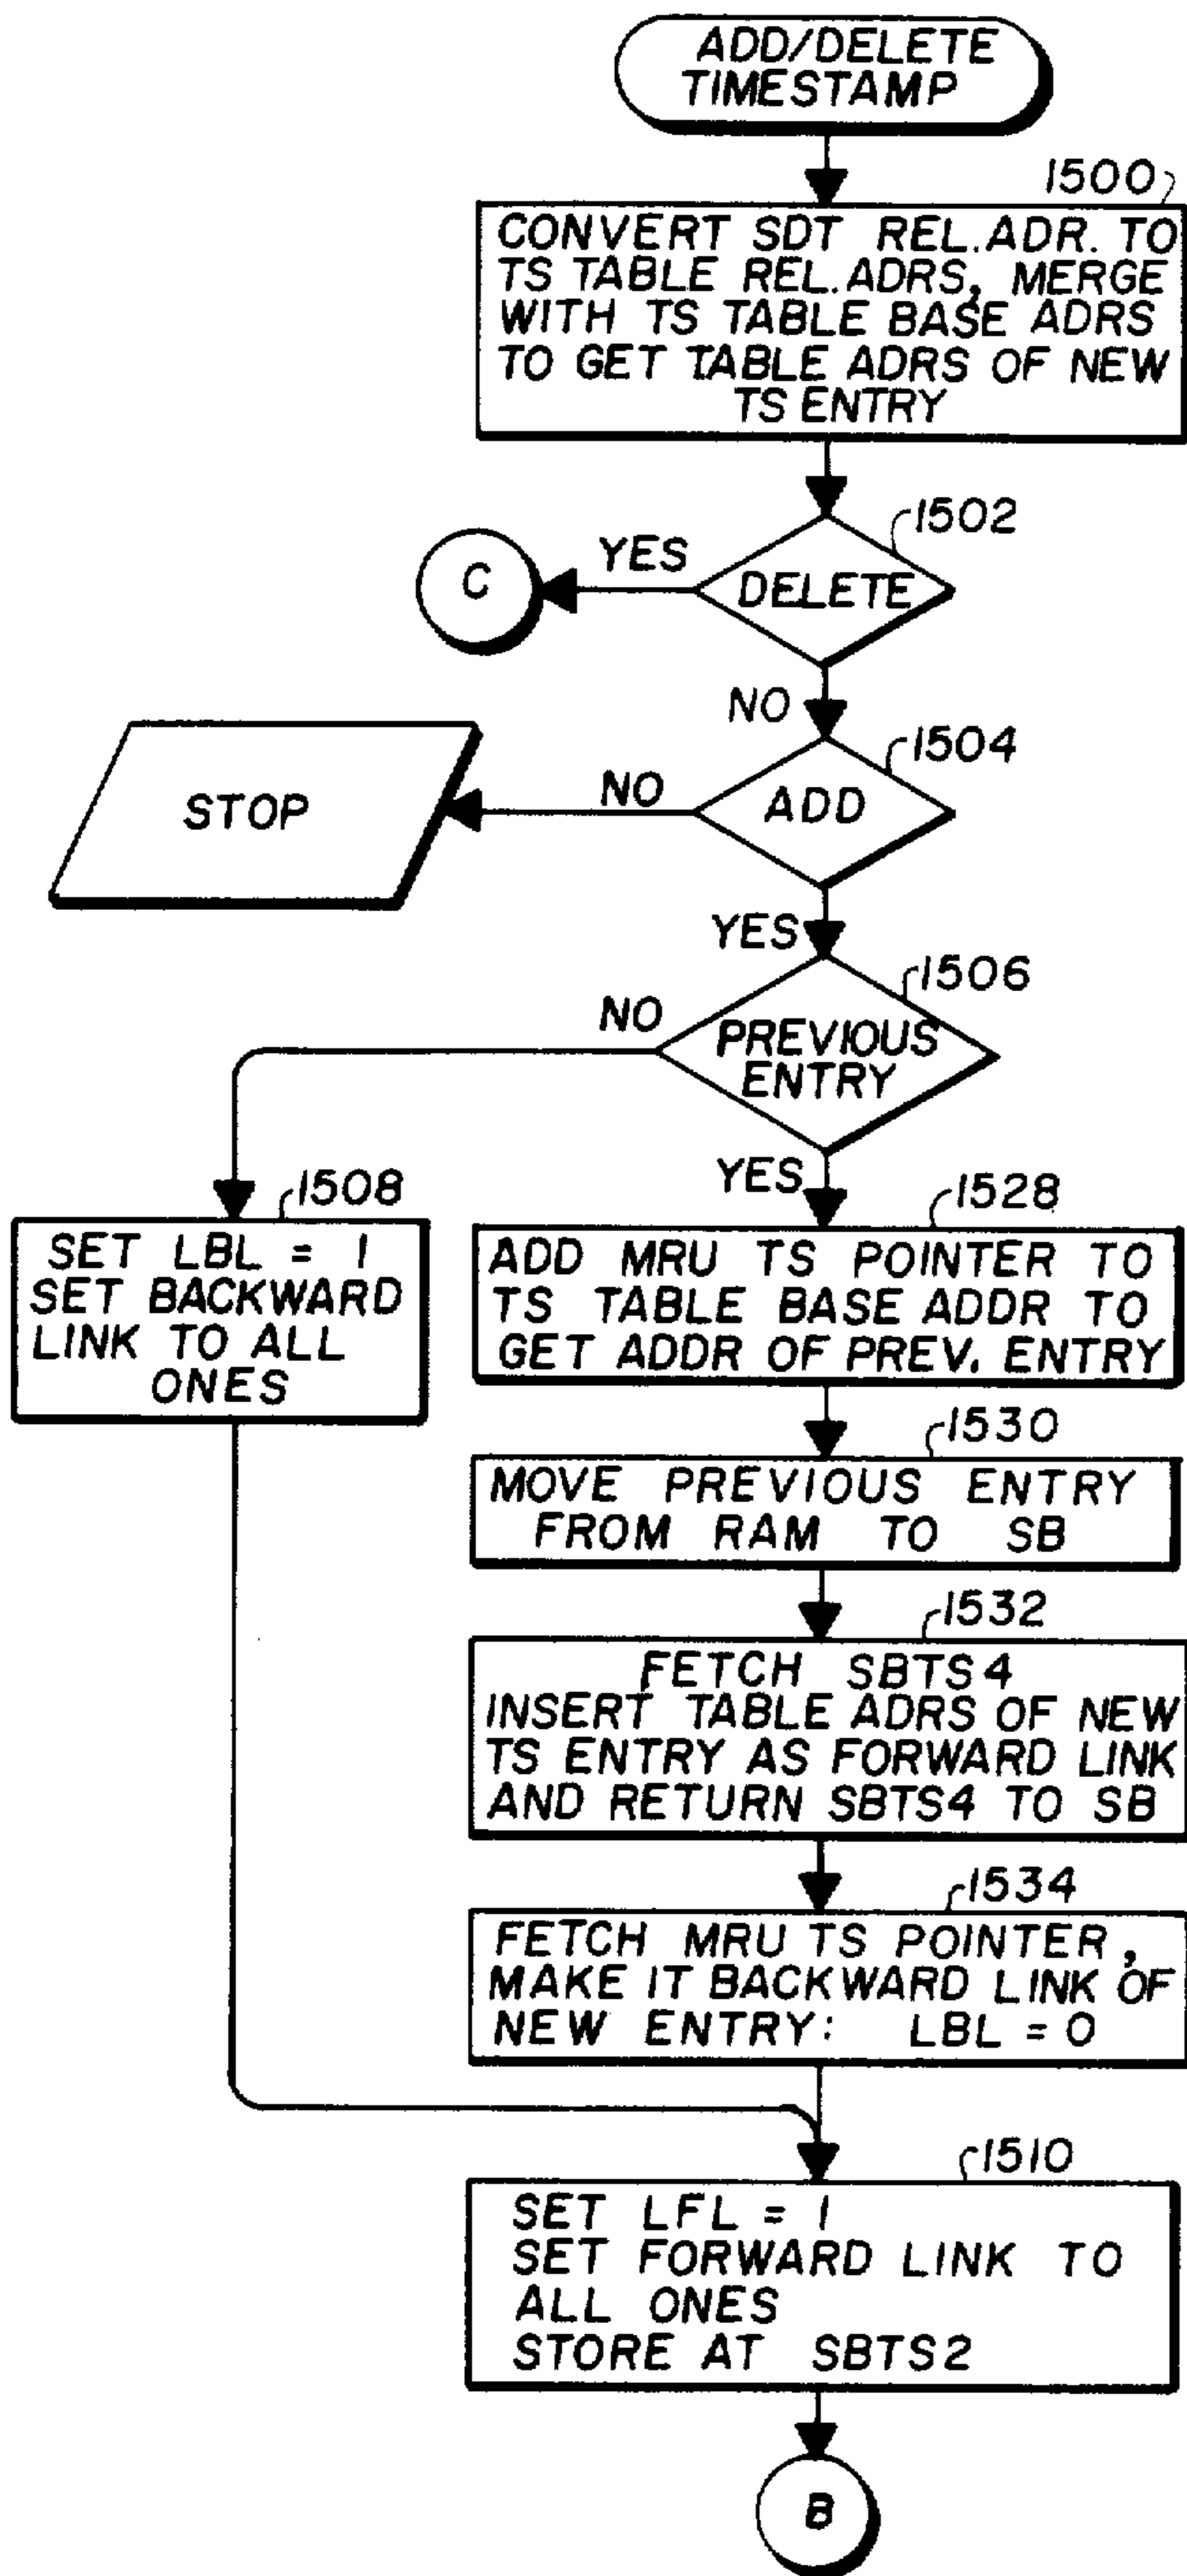 ADD/DELETE
TIMESTAMP
1500
CONVERT SDT REL. ADR. TO
TS TABLE REL. ADRS, MERGE
WITH TS TABLE BASE ADRS
TO GET TABLE ADRS OF NEW
TS ENTRY
1502
C
YES
DELETE
NO
1504
STOP
NO
ADD
YES
1506
NO
PREVIOUS
ENTRY
YES
1508
SET LBL = 1
SET BACKWARD
LINK TO ALL
ONES
1528
ADD MRU TS POINTER TO
TS TABLE BASE ADDR TO
GET ADDR OF PREV. ENTRY
1530
MOVE PREVIOUS ENTRY
FROM RAM TO SB
1532
FETCH SBTS4
INSERT TABLE ADRS OF NEW
TS ENTRY AS FORWARD LINK
AND RETURN SBTS4 TO SB
1534
FETCH MRU TS POINTER,
MAKE IT BACKWARD LINK OF
NEW ENTRY: LBL = 0
1510
SET LFL = 1
SET FORWARD LINK TO
ALL ONES
STORE AT SBTS2
B